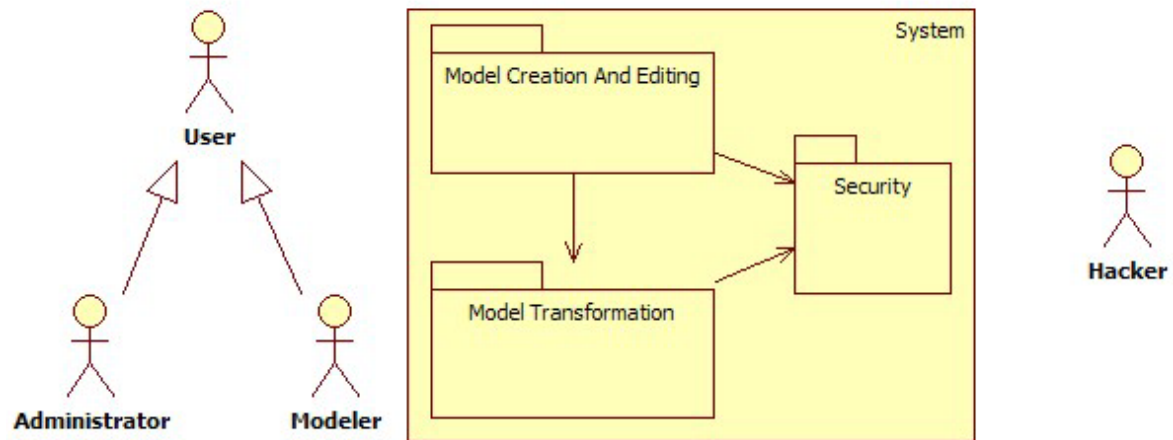 System
Model Creation And Editing
User
Security
Hacker
Model Transformation
Administrator
Modeler